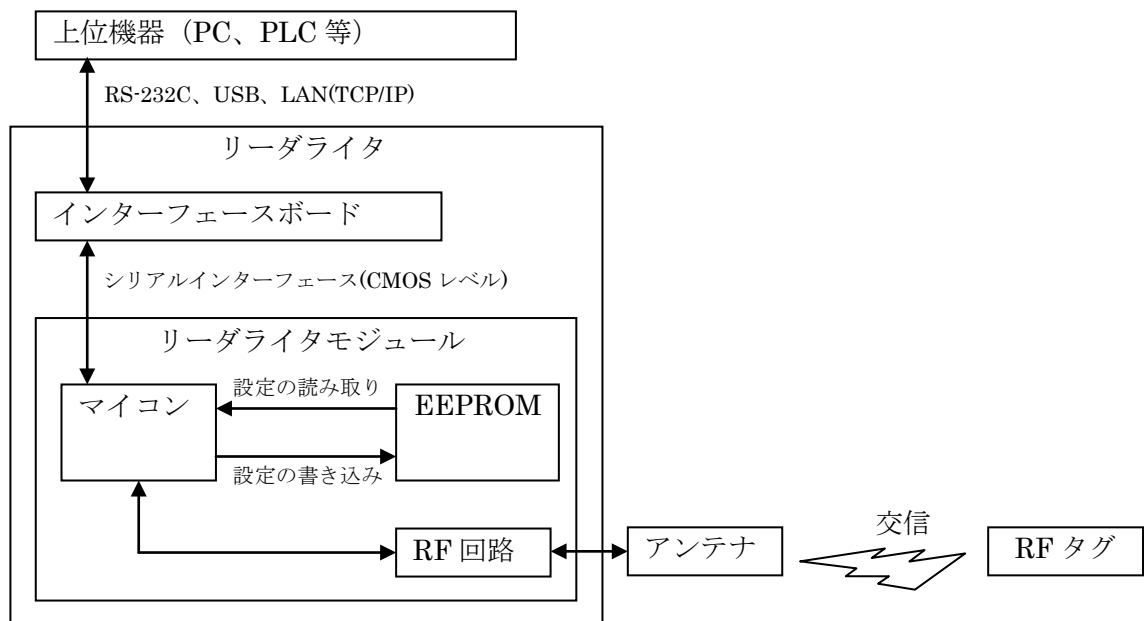 上位機器（PC、PLC 等）
RS-232C、USB、LAN(TCP/IP)
リーダライタ
インターフェースボード
シリアルインターフェース(CMOS レベル)
リーダライタモジュール
マイコン
設定の読み取り
EEPROM
設定の書き込み
RF 回路
アンテナ
交信
RF タグ